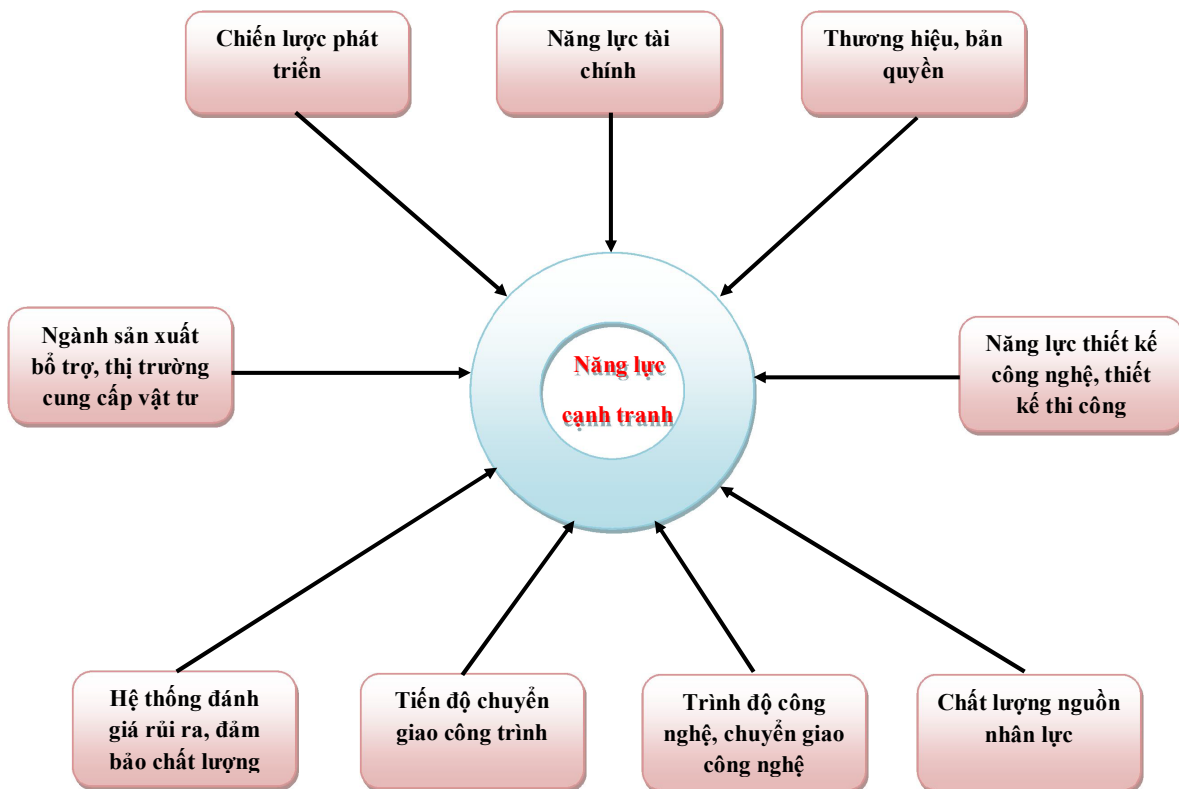 Chiến lược phát
triển
Năng lực tài
chính
Thương hiệu, bản
quyền
Ngành sản xuất
bổ trợ, thị trường
cung cấp vật tư
Năng lực
cạnh tranh
Năng lực thiết kế
công nghệ, thiết
kế thi công
Hệ thống đánh
giá rủi ra, đảm
bảo chất lượng
Tiến độ chuyển
giao công trình
Trình độ công
nghệ, chuyển giao
công nghệ
Chất lượng nguồn
nhân lực